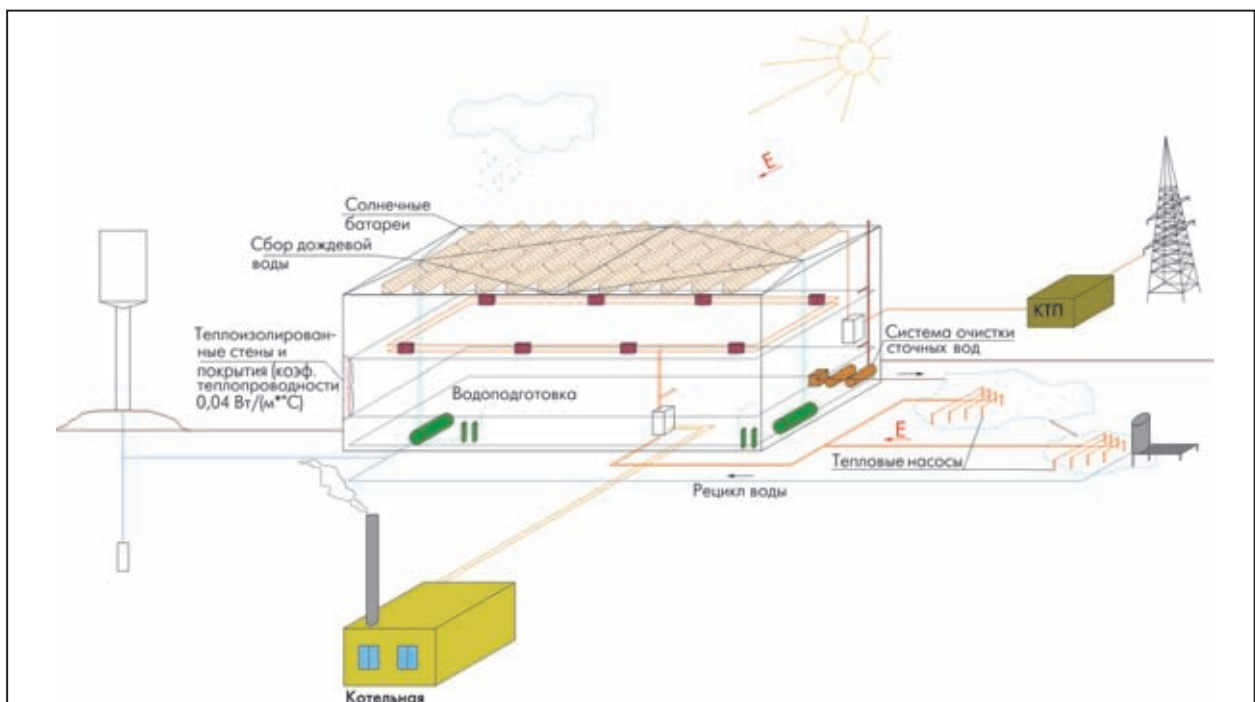 E
Солнечные
батареи
Сбор дождевой
воды
КТП
Теплоизолирован-
ные стены и
покрытия (коэф.
теплопроводности
0,04 Вт/(м*°С)
Система очистки
сточных вод
Водоподготовка
E
Тепловые насосы
Рецикл воды
Котельная